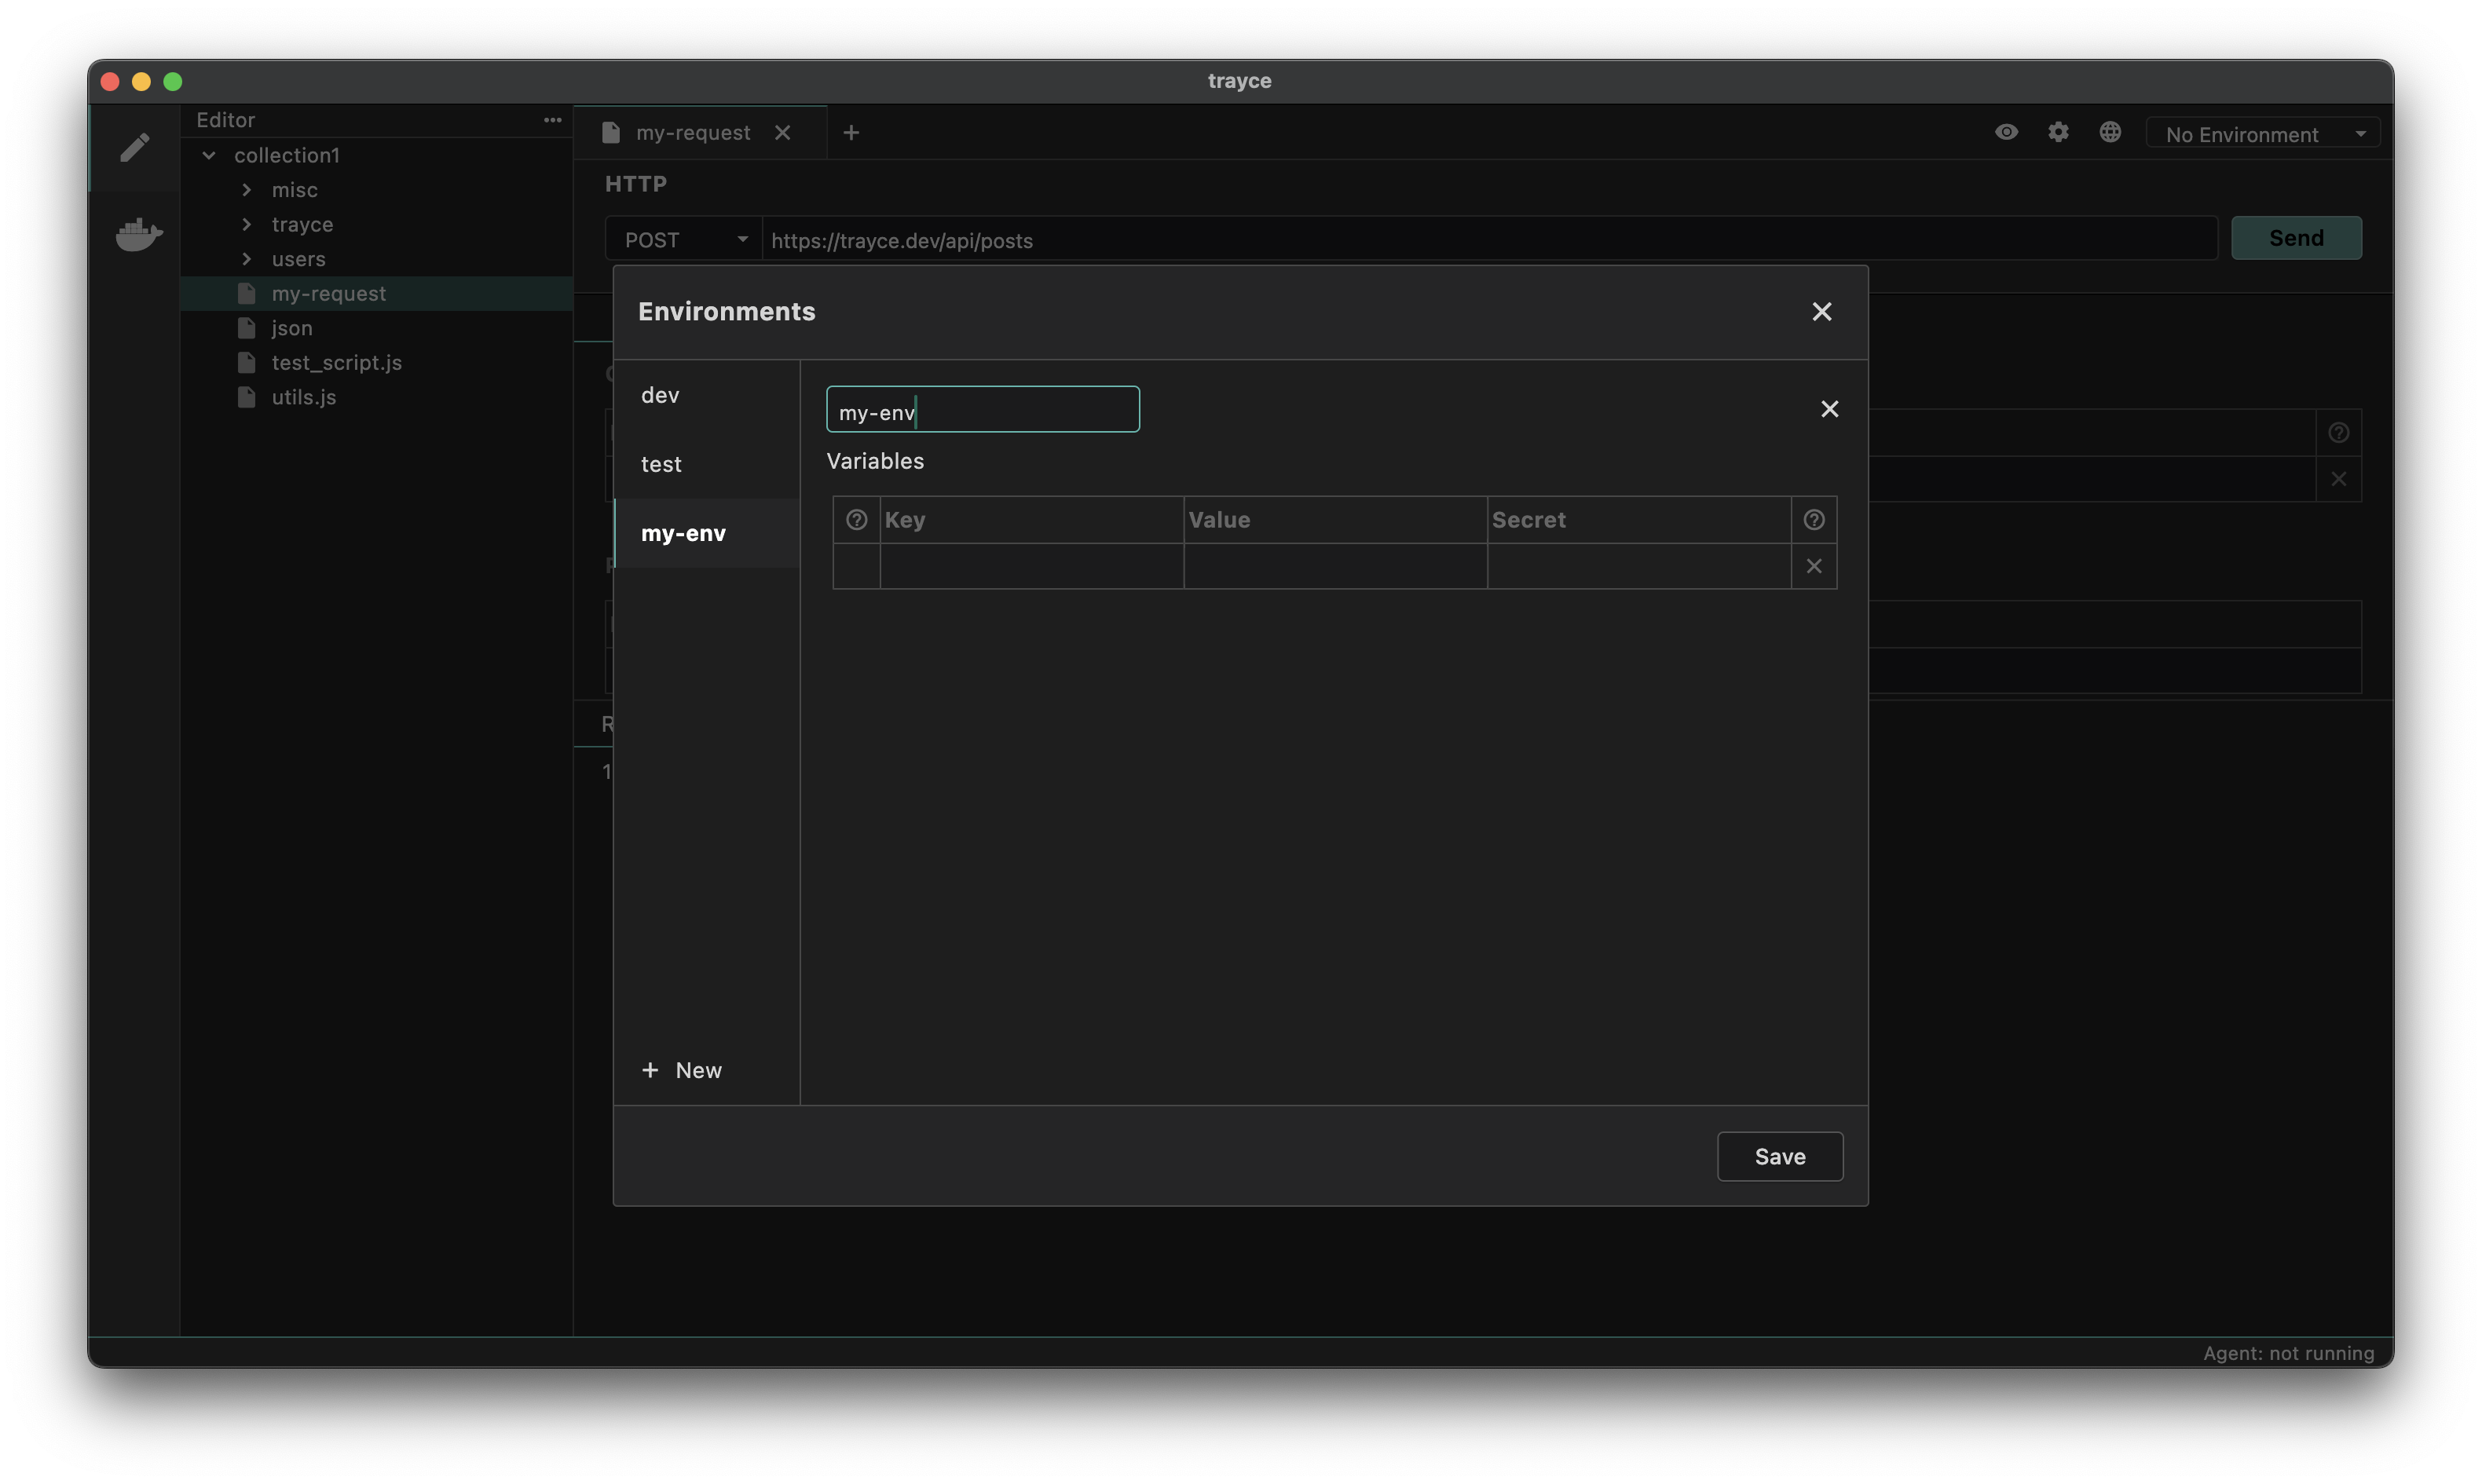 trayce
Editor
collection1
misc
trayce
users
my-request
json
test_script.js
utils.js
my-request
No Environment
HTTP
POST
https://trayce.dev/api/posts
Send
Environments
dev
test
my-env
New
my-env
Variables
Key Value Secret
Save
1
Agent: not running